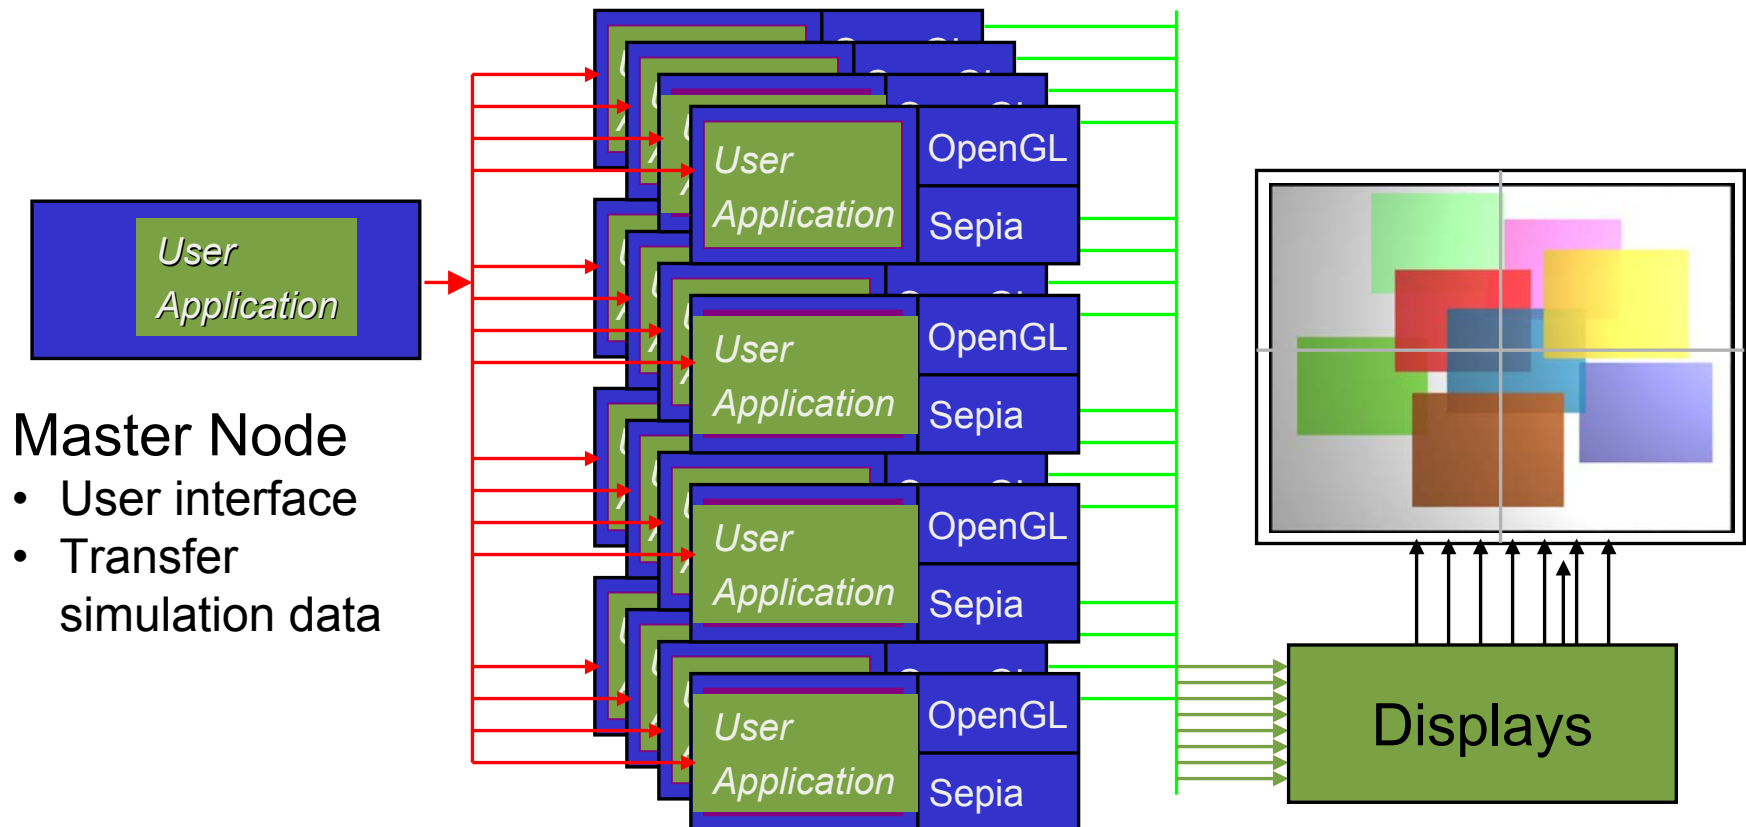 User
Application
Master Node
• User interface
• Transfer
simulation data
User
Application
OpenGL
Sepia
User
Application
OpenGL
Sepia
User
Application
OpenGL
Sepia
User
Application
OpenGL
Sepia
Displays